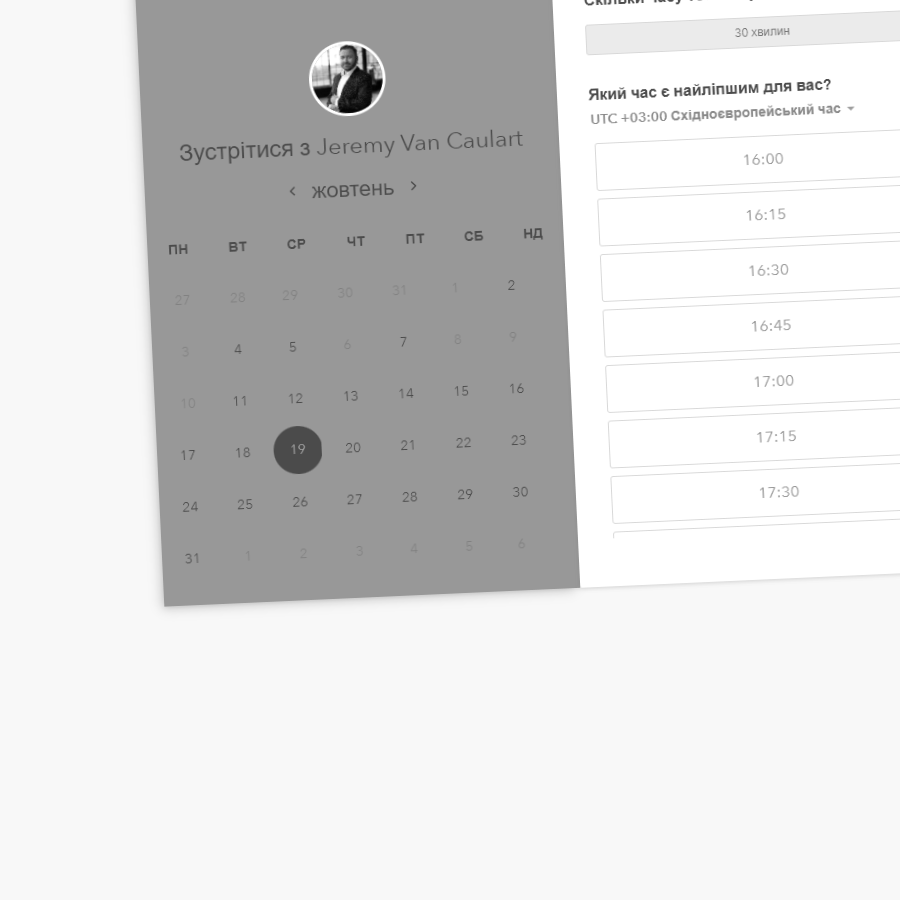 Зустрітися з Jeremy Van Caulart
‹ жовтень ›
ПН ВТ СР ЧТ ПТ СБ НД
27 28 29 30 31 1 2
3 4 5 6 7 8 9
10 11 12 13 14 15 16
17 18 19 20 21 22 23
24 25 26 27 28 29 30
31 1 2 3 4 5 6
Скільки часу
30 хвилин
Який час є найліпшим для вас?
UTC +03:00 Східноєвропейський час
16:00
16:15
16:30
16:45
17:00
17:15
17:30